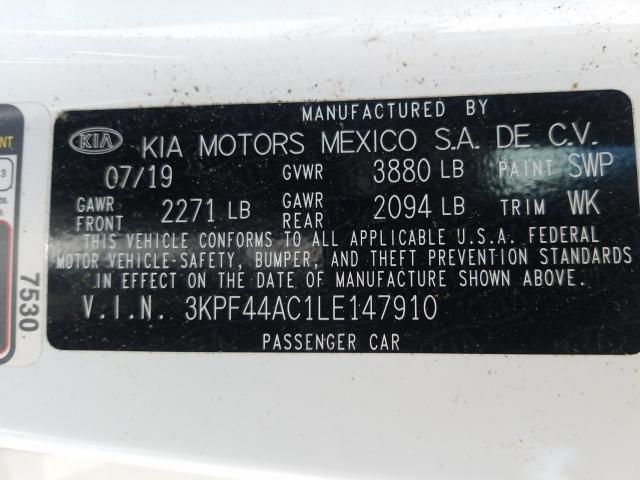 MANUFACTURED BY
KIA KIA MOTORS MEXICO S.A. DE C.V.
07/19 GVWR 3880 LB PAINT SWP
GAWR FRONT 2271 LB GAWR REAR 2094 LB TRIM WK
THIS VEHICLE CONFORMS TO ALL APPLICABLE U.S.A. FEDERAL
MOTOR VEHICLE-SAFETY, BUMPER, AND THEFT PREVENTION STANDARDS
IN EFFECT ON THE DATE OF MANUFACTURE SHOWN ABOVE.
V.I.N. 3KPF44AC1LE147910
PASSENGER CAR
7530
3